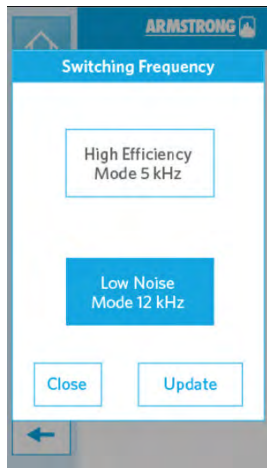 ARMSTRONG
Switching Frequency
High Efficiency
Mode 5 kHz
Low Noise
Mode 12 kHz
Close
Update